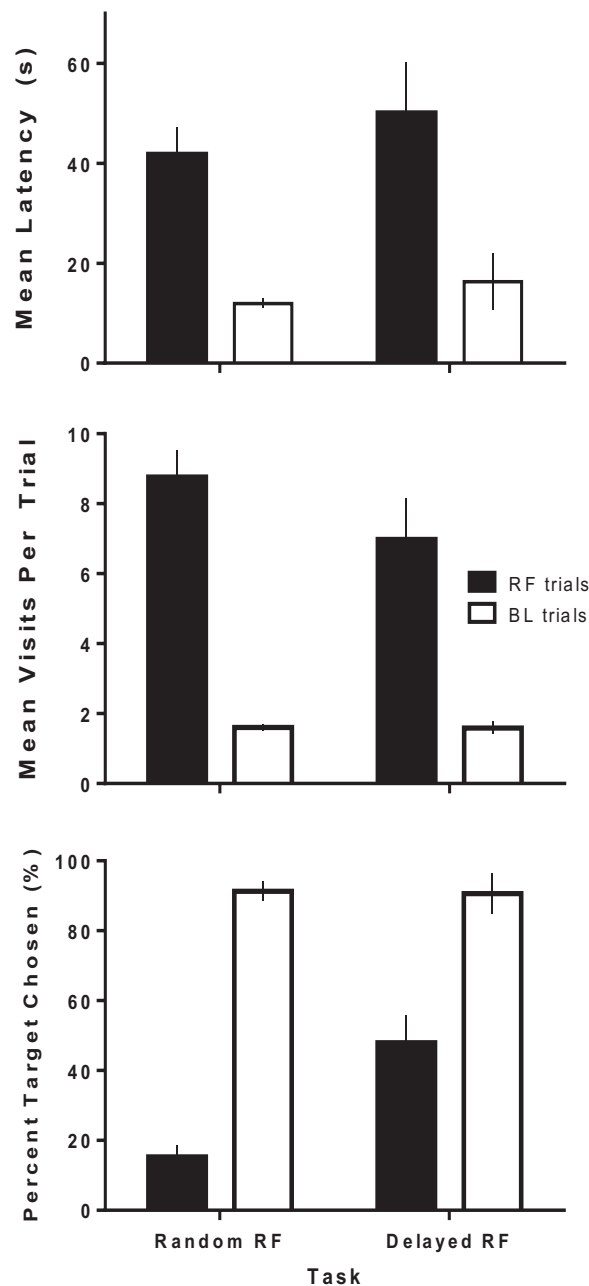 Mean Latency (s)
60
40
20
0
Mean Visits Per Trial
10
8
6
4
2
0
RF trials
BL trials
Percent Target Chosen (%)
100
80
60
40
20
0
Random RF
Delayed RF
Task